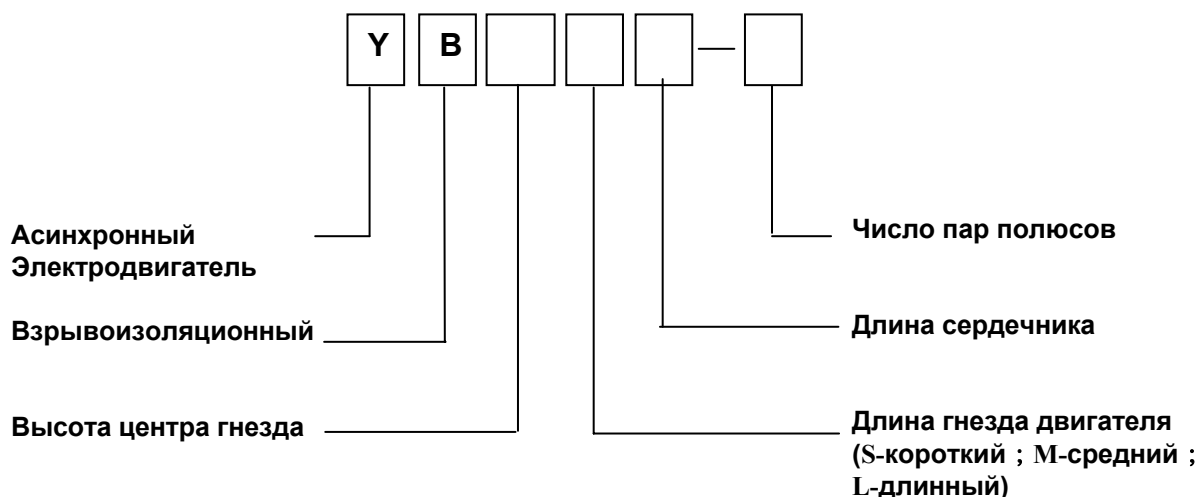 Y B —
Асинхронный
Электродвигатель
Взрывоизоляционный
Высота центра гнезда
Число пар полюсов
Длина сердечника
Длина гнезда двигателя
(S-короткий ; M-средний ;
L-длинный)